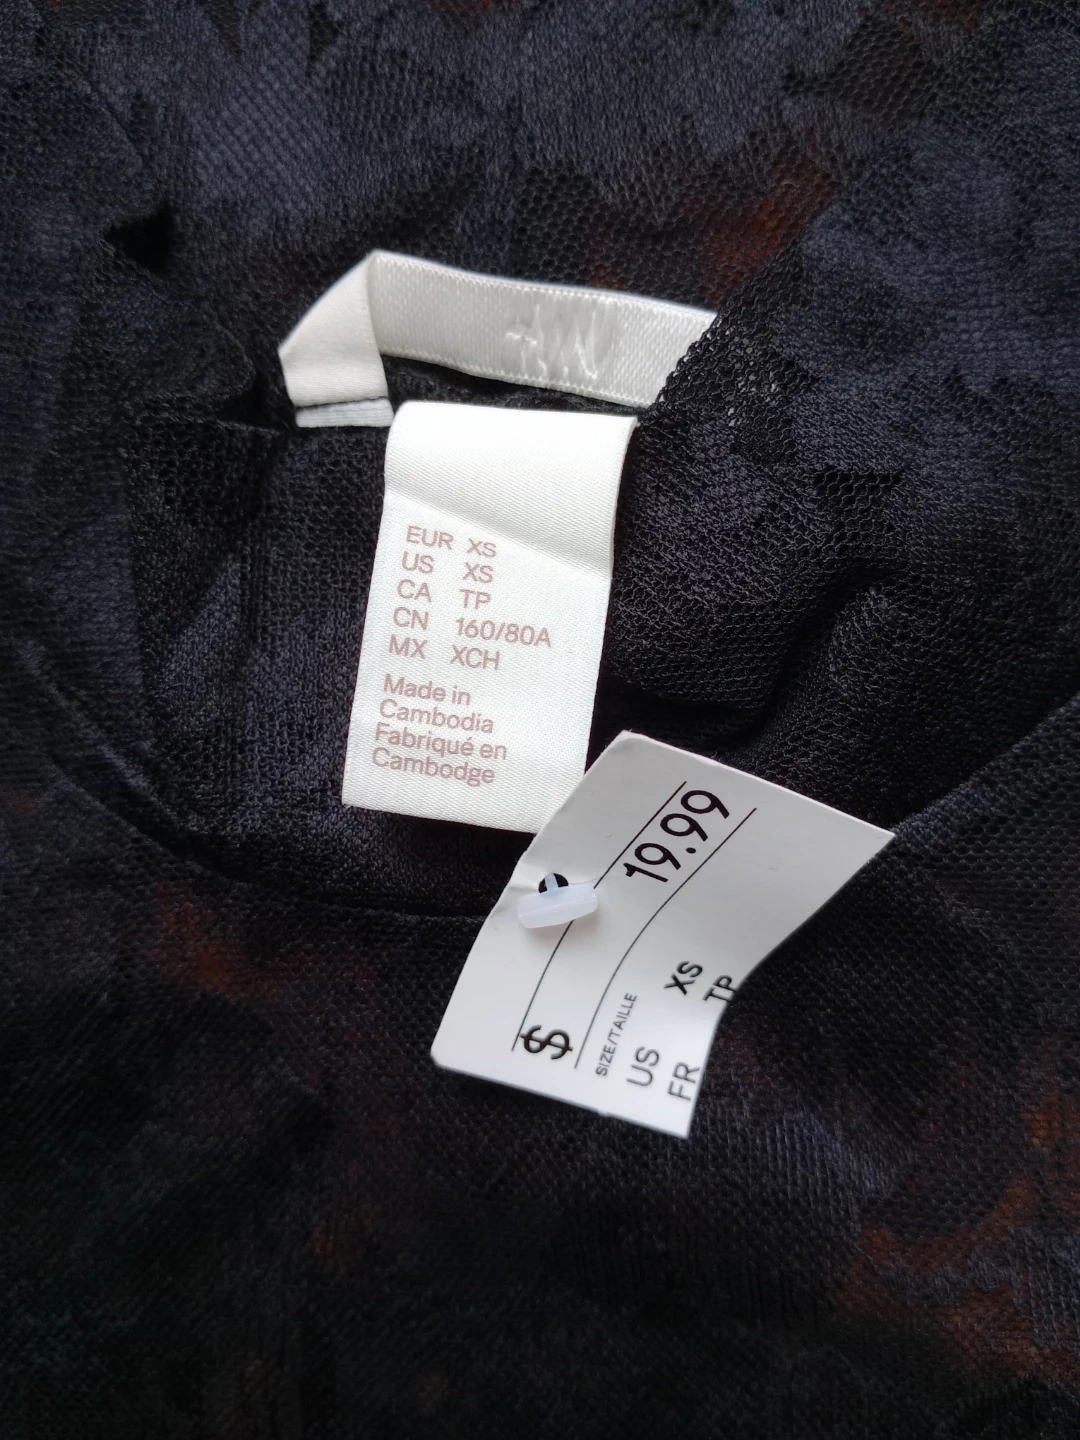 H&M
EUR XS
US XS
CA TP
CN 160/80A
MX XCH
Made in
Cambodia
Fabriqué en
Cambodge
$ 19.99
SIZE/TAILLE
US XS
FR TP